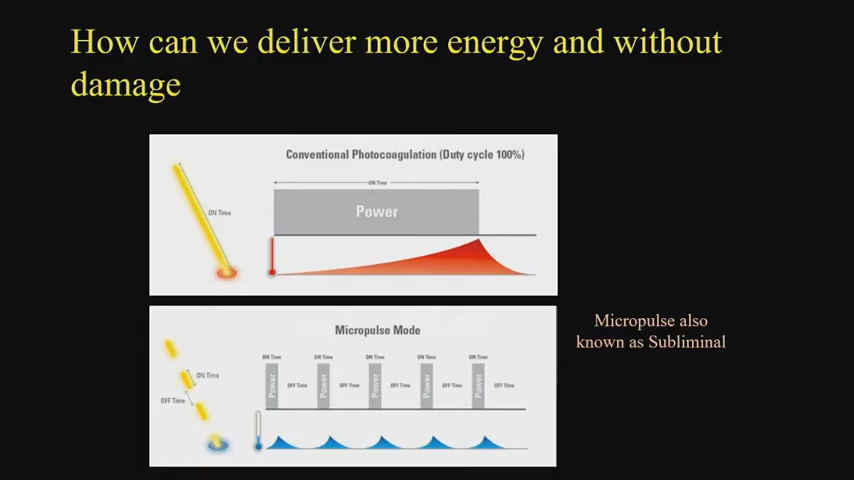 How can we deliver more energy and without
damage
Conventional Photocoagulation (Duty cycle 100%)
ON Time
ON Time
Power
Micropulse Mode
Micropulse also
known as Subliminal
ON Time ON Time ON Time ON Time ON Time
ON Time
OFF Time
Power OFF Time Power OFF Time Power OFF Time Power OFF Time Power OFF Time